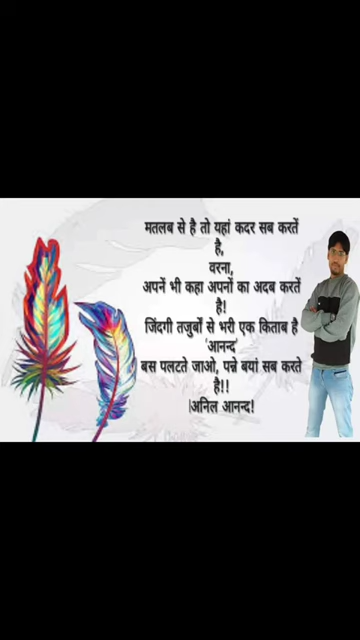 मतलब से है तो यहां कदर सब करतें
है,
वरना,
अपनें भी कहा अपनों का अदब करतें
है!
जिंदगी तजुर्बों से भरी एक किताब है
'आनन्द'
बस पलटते जाओ, पन्ने बयां सब करते
है!!
|अनिल आनन्द!